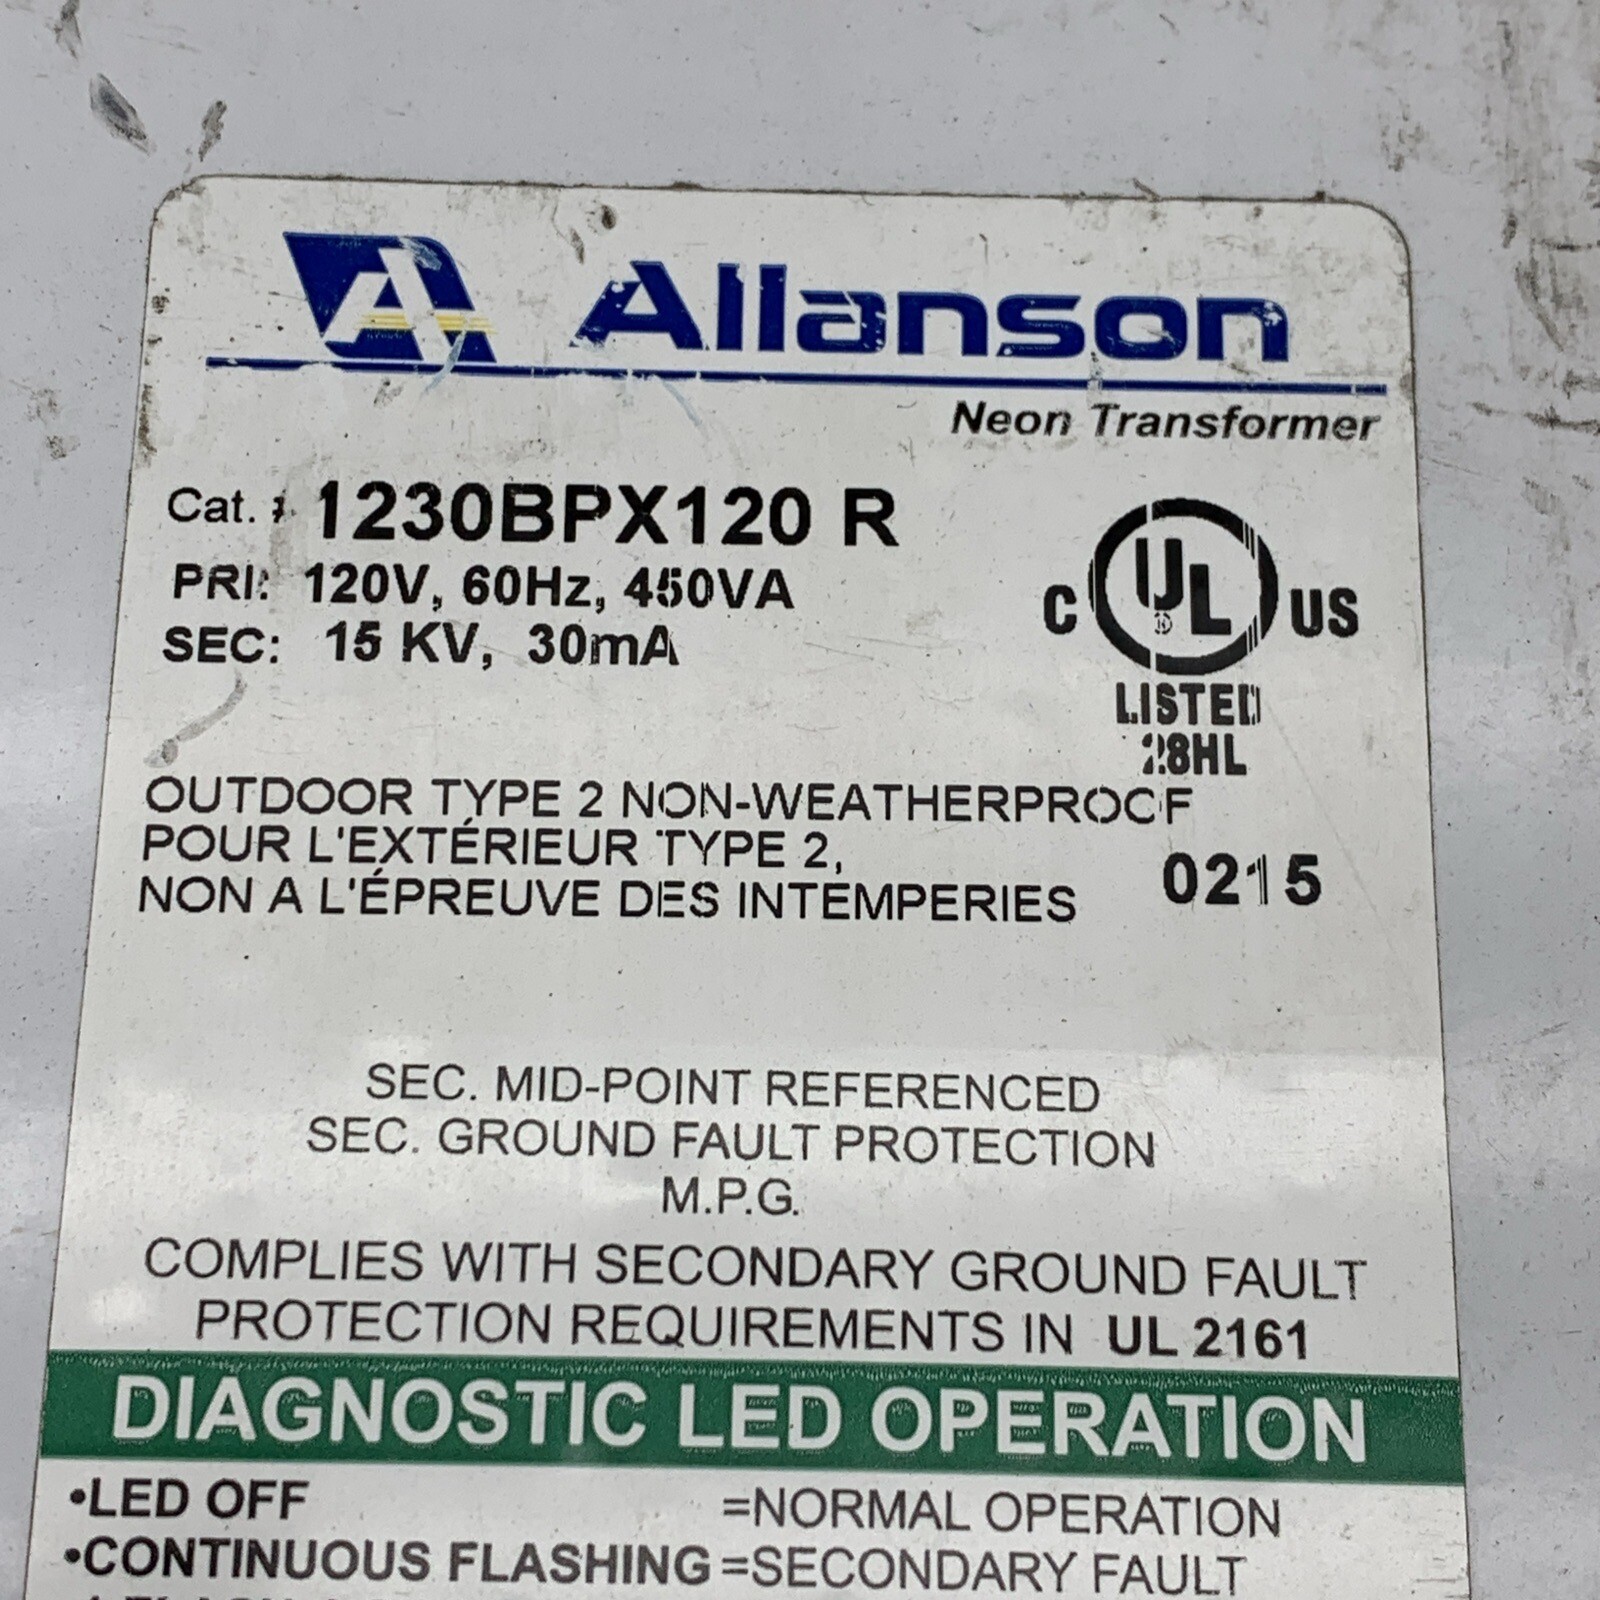 Allanson
Neon Transformer
Cat. # 1230BPX120 R
PRI: 120V, 60Hz, 450VA
SEC: 15 KV, 30mA
C UL US
LISTED
28HL
OUTDOOR TYPE 2 NON-WEATHERPROOF
POUR L'EXTÉRIEUR TYPE 2,
NON A L'ÉPREUVE DES INTEMPERIES
0215
SEC. MID-POINT REFERENCED
SEC. GROUND FAULT PROTECTION
M.P.G.
COMPLIES WITH SECONDARY GROUND FAULT
PROTECTION REQUIREMENTS IN UL 2161
DIAGNOSTIC LED OPERATION
•LED OFF =NORMAL OPERATION
•CONTINUOUS FLASHING =SECONDARY FAULT